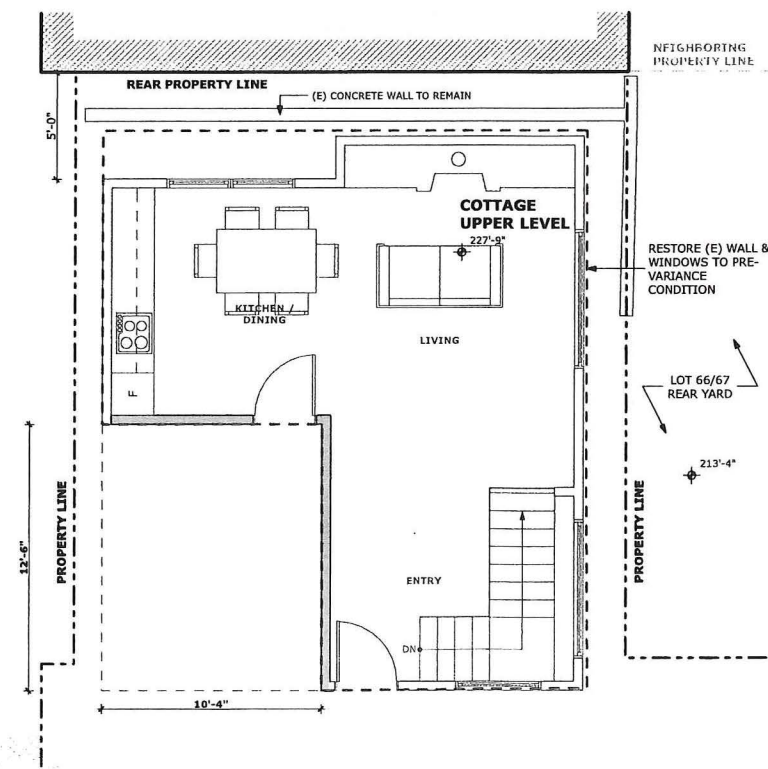 NEIGHBORING
PROPERTY LINE
REAR PROPERTY LINE
(E) CONCRETE WALL TO REMAIN
5'-0"
COTTAGE
UPPER LEVEL
227'-9"
RESTORE (E) WALL &
WINDOWS TO PRE-
VARIANCE
CONDITION
KITCHEN /
DINING
LIVING
LOT 66/67
REAR YARD
F
213'-4"
PROPERTY LINE
PROPERTY LINE
12'-6"
ENTRY
DN
10'-4"